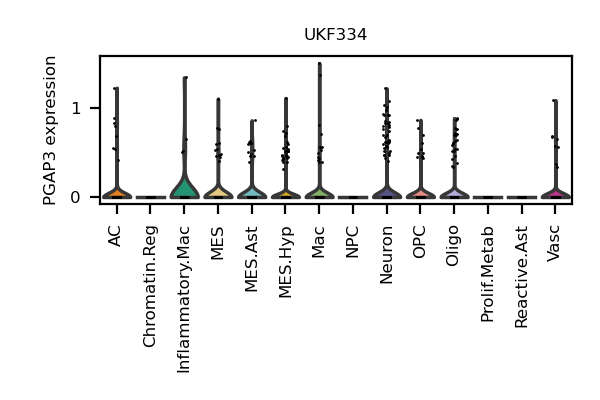 UKF334
PGAP3 expression
1
0
AC
Chromatin.Reg
Inflammatory.Mac
MES
MES.Ast
MES.Hyp
Mac
NPC
Neuron
OPC
Oligo
Prolif.Metab
Reactive.Ast
Vasc